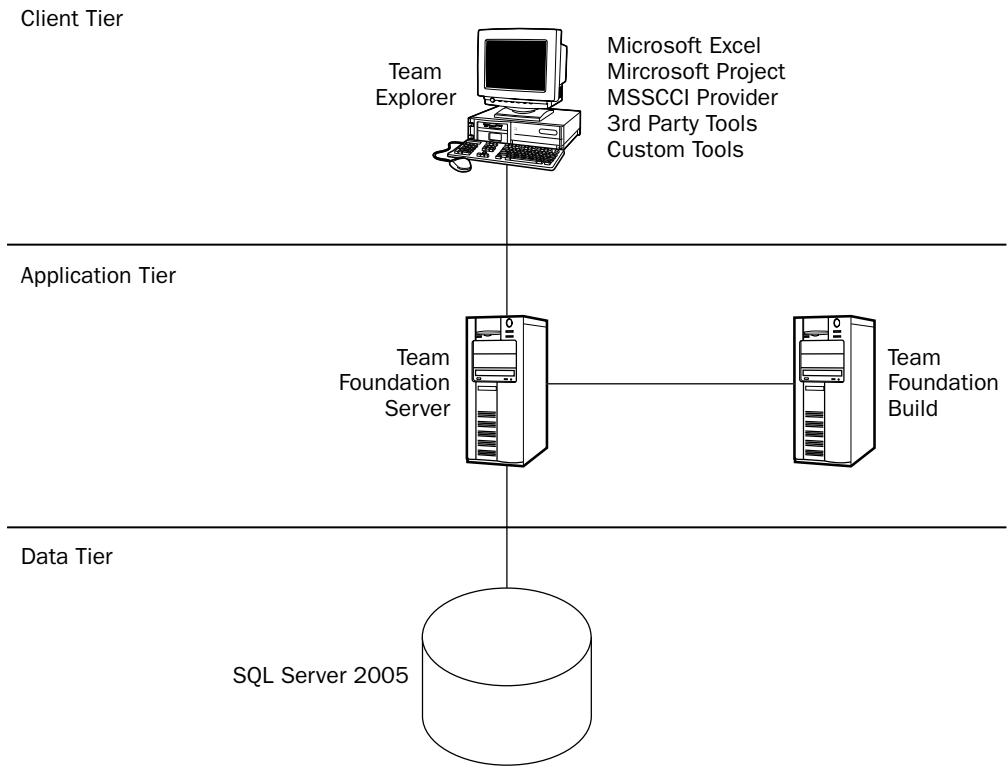 Client Tier
Team
Explorer
Microsoft Excel
Mircrosoft Project
MSSCCI Provider
3rd Party Tools
Custom Tools
Application Tier
Team
Foundation
Server
Team
Foundation
Build
Data Tier
SQL Server 2005